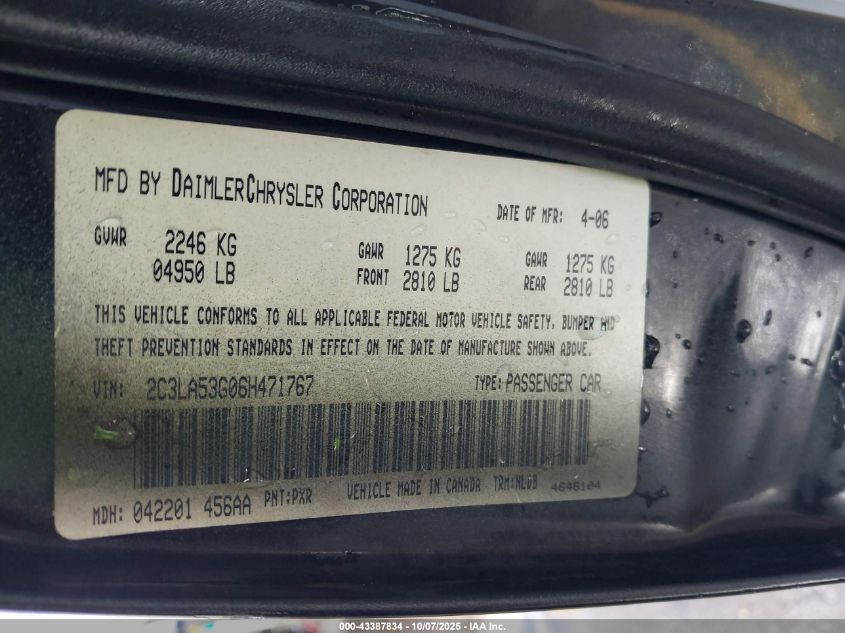 MFD BY DAIMLERCHRYSLER CORPORATION DATE OF MFR: 4-06
GVWR 2246 KG GAWR 1275 KG GAWR 1275 KG
04950 LB FRONT 2810 LB REAR 2810 LB
THIS VEHICLE CONFORMS TO ALL APPLICABLE FEDERAL MOTOR VEHICLE SAFETY, BUMPER AND
THEFT PREVENTION STANDARDS IN EFFECT ON THE DATE OF MANUFACTURE SHOWN ABOVE.
VIN: 2C3LA53G06H471767 TYPE: PASSENGER CAR
MDH: 042201 456AA PNT:PXR VEHICLE MADE IN CANADA TRM:NLDB 4646104
000-43387834 | 10/07/2025 | IAA Inc.